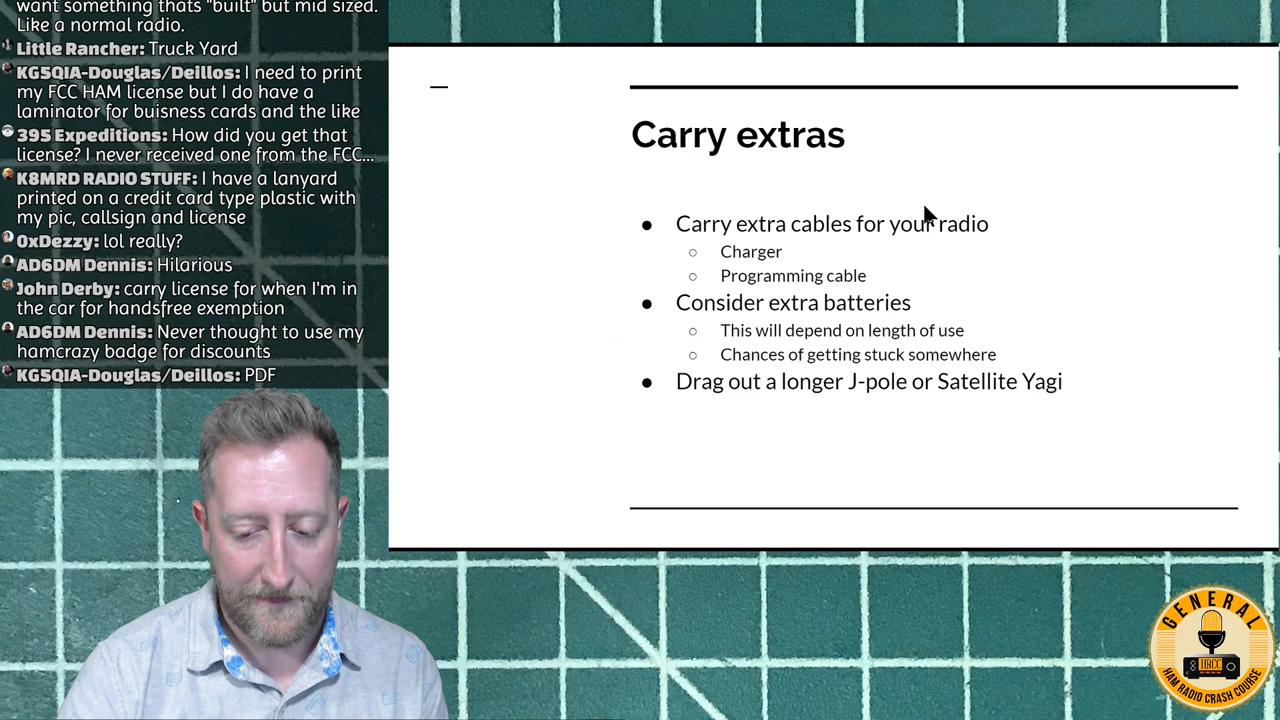 want something thats "built" but mid sized.
Like a normal radio.
Little Rancher: Truck Yard
KG5QIA-Douglas/Deillos: I need to print
my FCC HAM license but I do have a
laminator for buisness cards and the like
395 Expeditions: How did you get that
license? I never received one from the FCC...
K8MRD RADIO STUFF: I have a lanyard
printed on a credit card type plastic with
my pic, callsign and license
0xDezzy: lol really?
AD6DM Dennis: Hilarious
John Derby: carry license for when I'm in
the car for handsfree exemption
AD6DM Dennis: Never thought to use my
hamcrazy badge for discounts
KG5QIA-Douglas/Deillos: PDF
Carry extras
● Carry extra cables for your radio
○ Charger
○ Programming cable
● Consider extra batteries
○ This will depend on length of use
○ Chances of getting stuck somewhere
● Drag out a longer J-pole or Satellite Yagi
GENERAL
HRCC
HAM RADIO CRASH COURSE